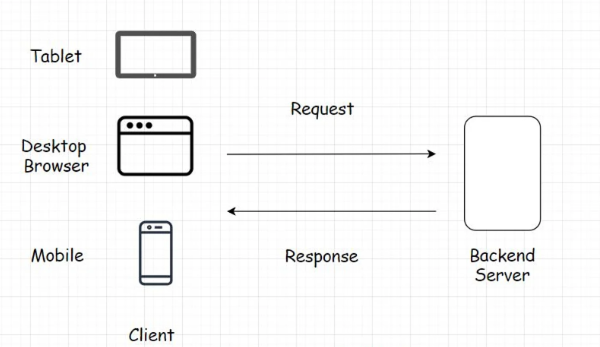 Tablet
Request
Desktop
Browser
Mobile
Response
Backend
Server
Client